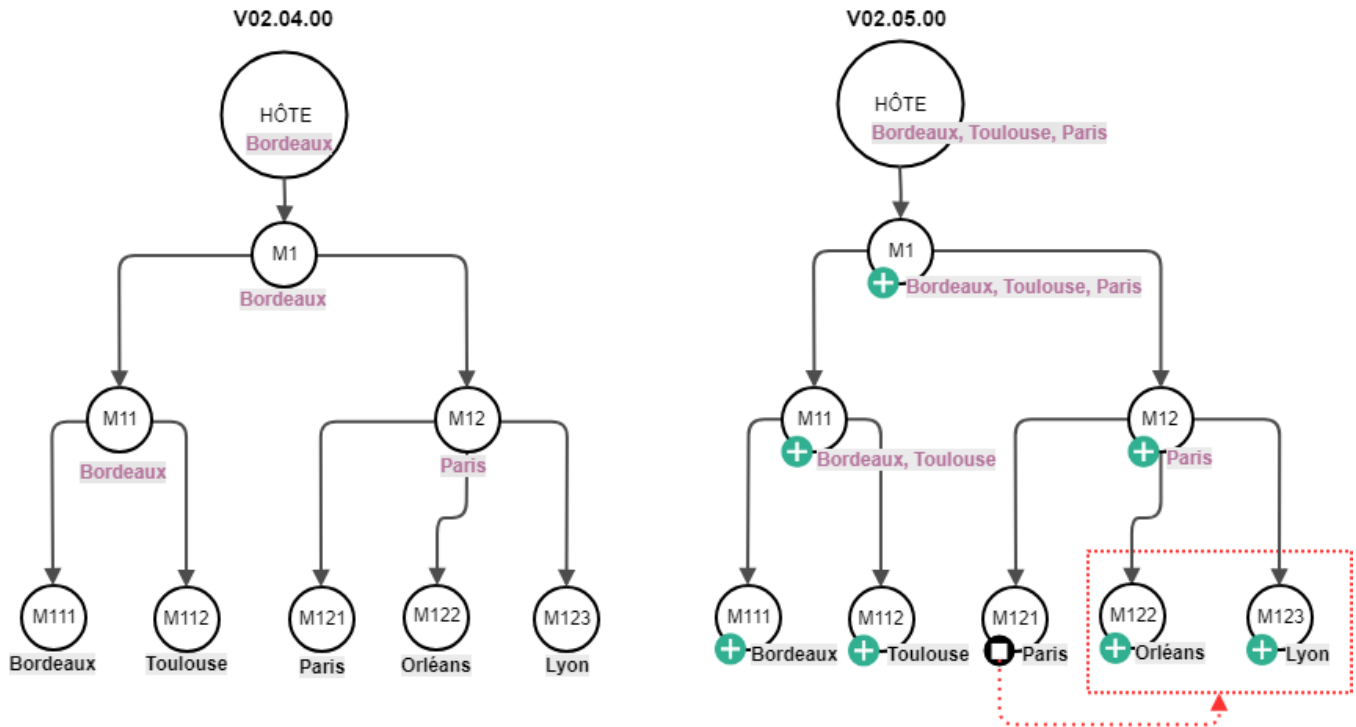 V02.04.00
HÔTE
Bordeaux
M1
Bordeaux
M11
Bordeaux
M12
Paris
M111
Bordeaux
M112
Toulouse
M121
Paris
M122
Orléans
M123
Lyon
V02.05.00
HÔTE
Bordeaux, Toulouse, Paris
M1
Bordeaux, Toulouse, Paris
M11
Bordeaux, Toulouse
M12
Paris
M111
Bordeaux
M112
Toulouse
M121
Paris
M122
Orléans
M123
Lyon